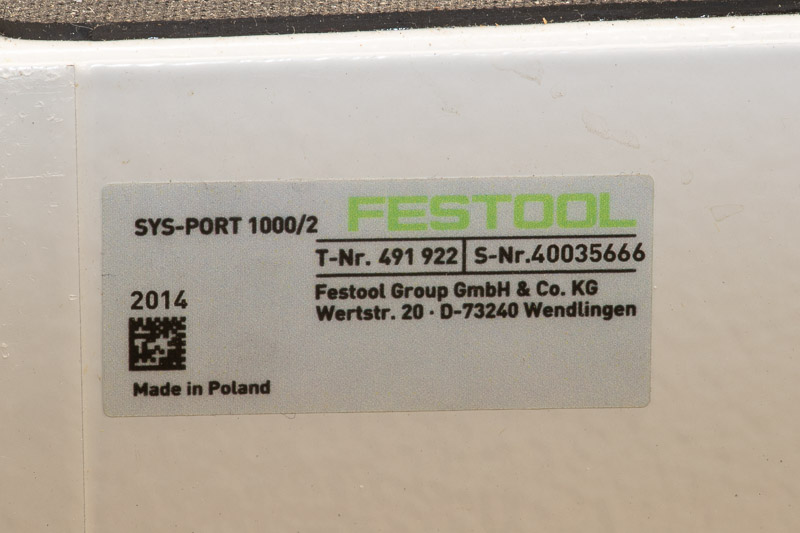 SYS-PORT 1000/2
FESTOOL
T-Nr. 491 922 S-Nr.40035666
Festool Group GmbH & Co. KG
Wertstr. 20 · D-73240 Wendlingen
2014
Made in Poland